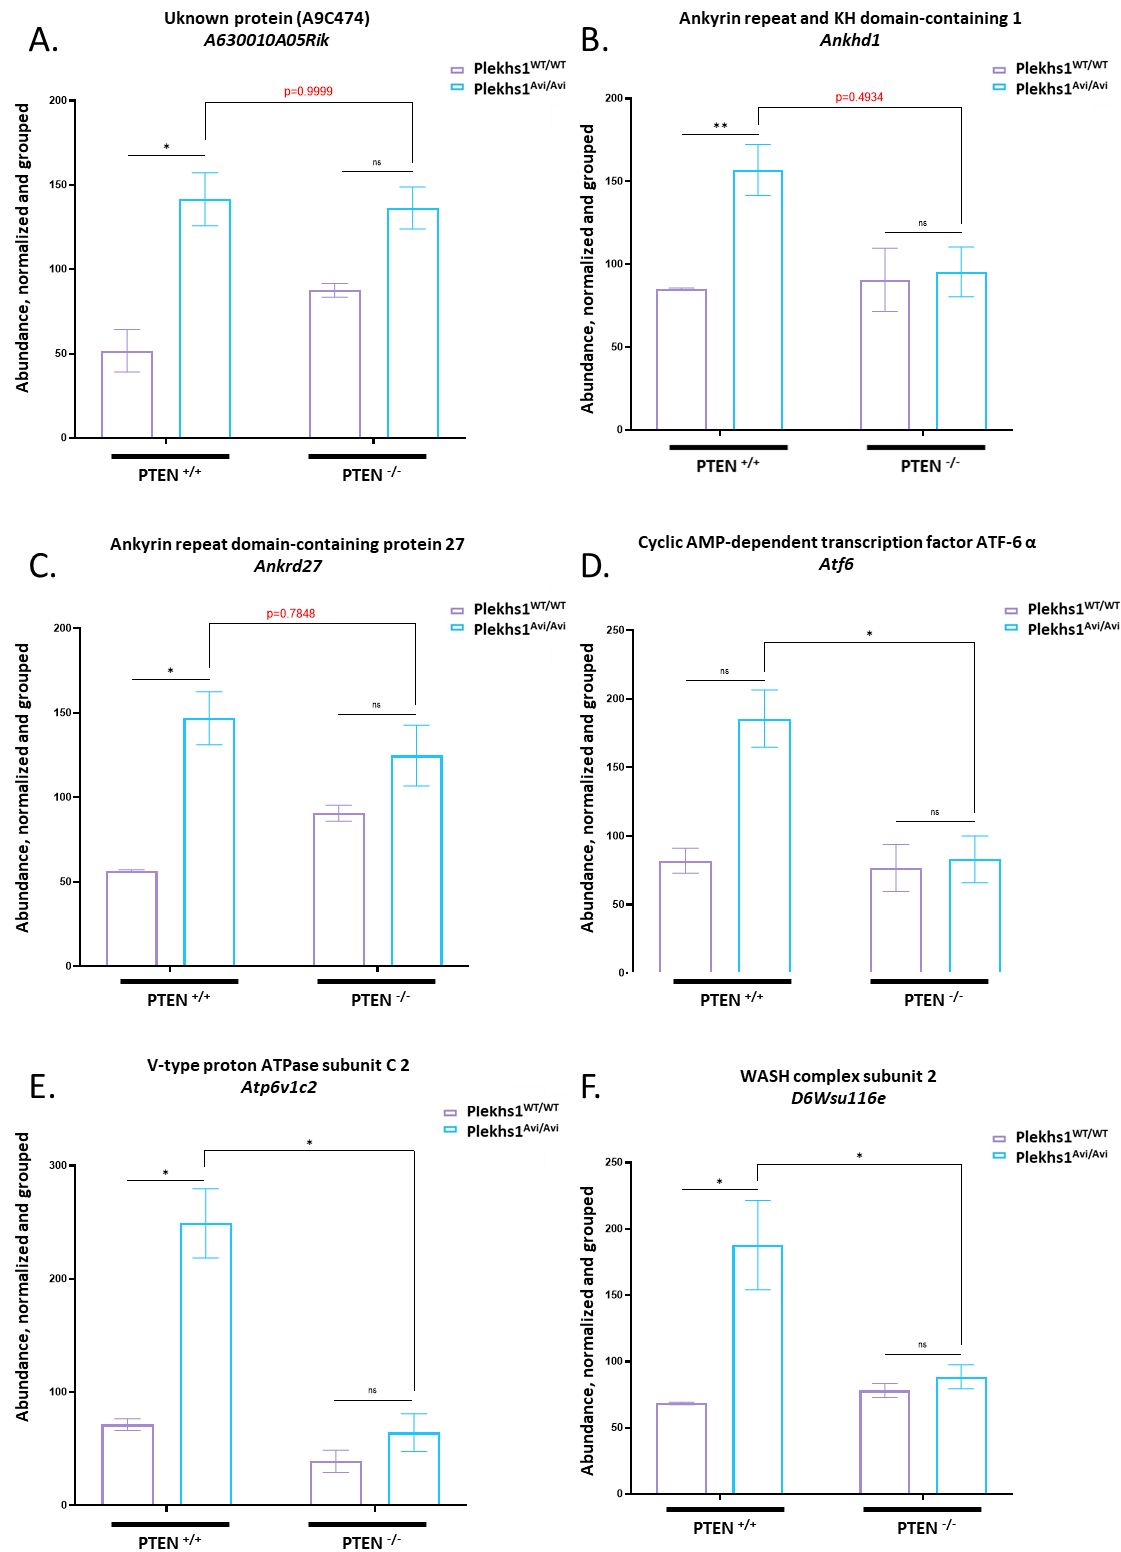 A.
Uknown protein (A9C474)
A630010A05Rik
Plekhs1WT/WT
Plekhs1Avi/Avi
Abundance, normalized and grouped
200
150
100
50
0
*
p=0.9999
ns
PTEN +/+
PTEN -/-
B.
Ankyrin repeat and KH domain-containing 1
Ankhd1
Plekhs1WT/WT
Plekhs1Avi/Avi
Abundance, normalized and grouped
200
150
100
50
0
**
p=0.4934
ns
PTEN +/+
PTEN -/-
C.
Ankyrin repeat domain-containing protein 27
Ankrd27
Plekhs1WT/WT
Plekhs1Avi/Avi
Abundance, normalized and grouped
200
150
100
50
0
*
p=0.7848
ns
PTEN +/+
PTEN -/-
D.
Cyclic AMP-dependent transcription factor ATF-6 α
Atf6
Plekhs1WT/WT
Plekhs1Avi/Avi
Abundance, normalized and grouped
250
200
150
100
50
0
ns
*
ns
PTEN +/+
PTEN -/-
E.
V-type proton ATPase subunit C 2
Atp6v1c2
Plekhs1WT/WT
Plekhs1Avi/Avi
Abundance, normalized and grouped
300
200
100
0
*
*
ns
PTEN +/+
PTEN -/-
F.
WASH complex subunit 2
D6Wsu116e
Plekhs1WT/WT
Plekhs1Avi/Avi
Abundance, normalized and grouped
250
200
150
100
50
0
*
*
ns
PTEN +/+
PTEN -/-